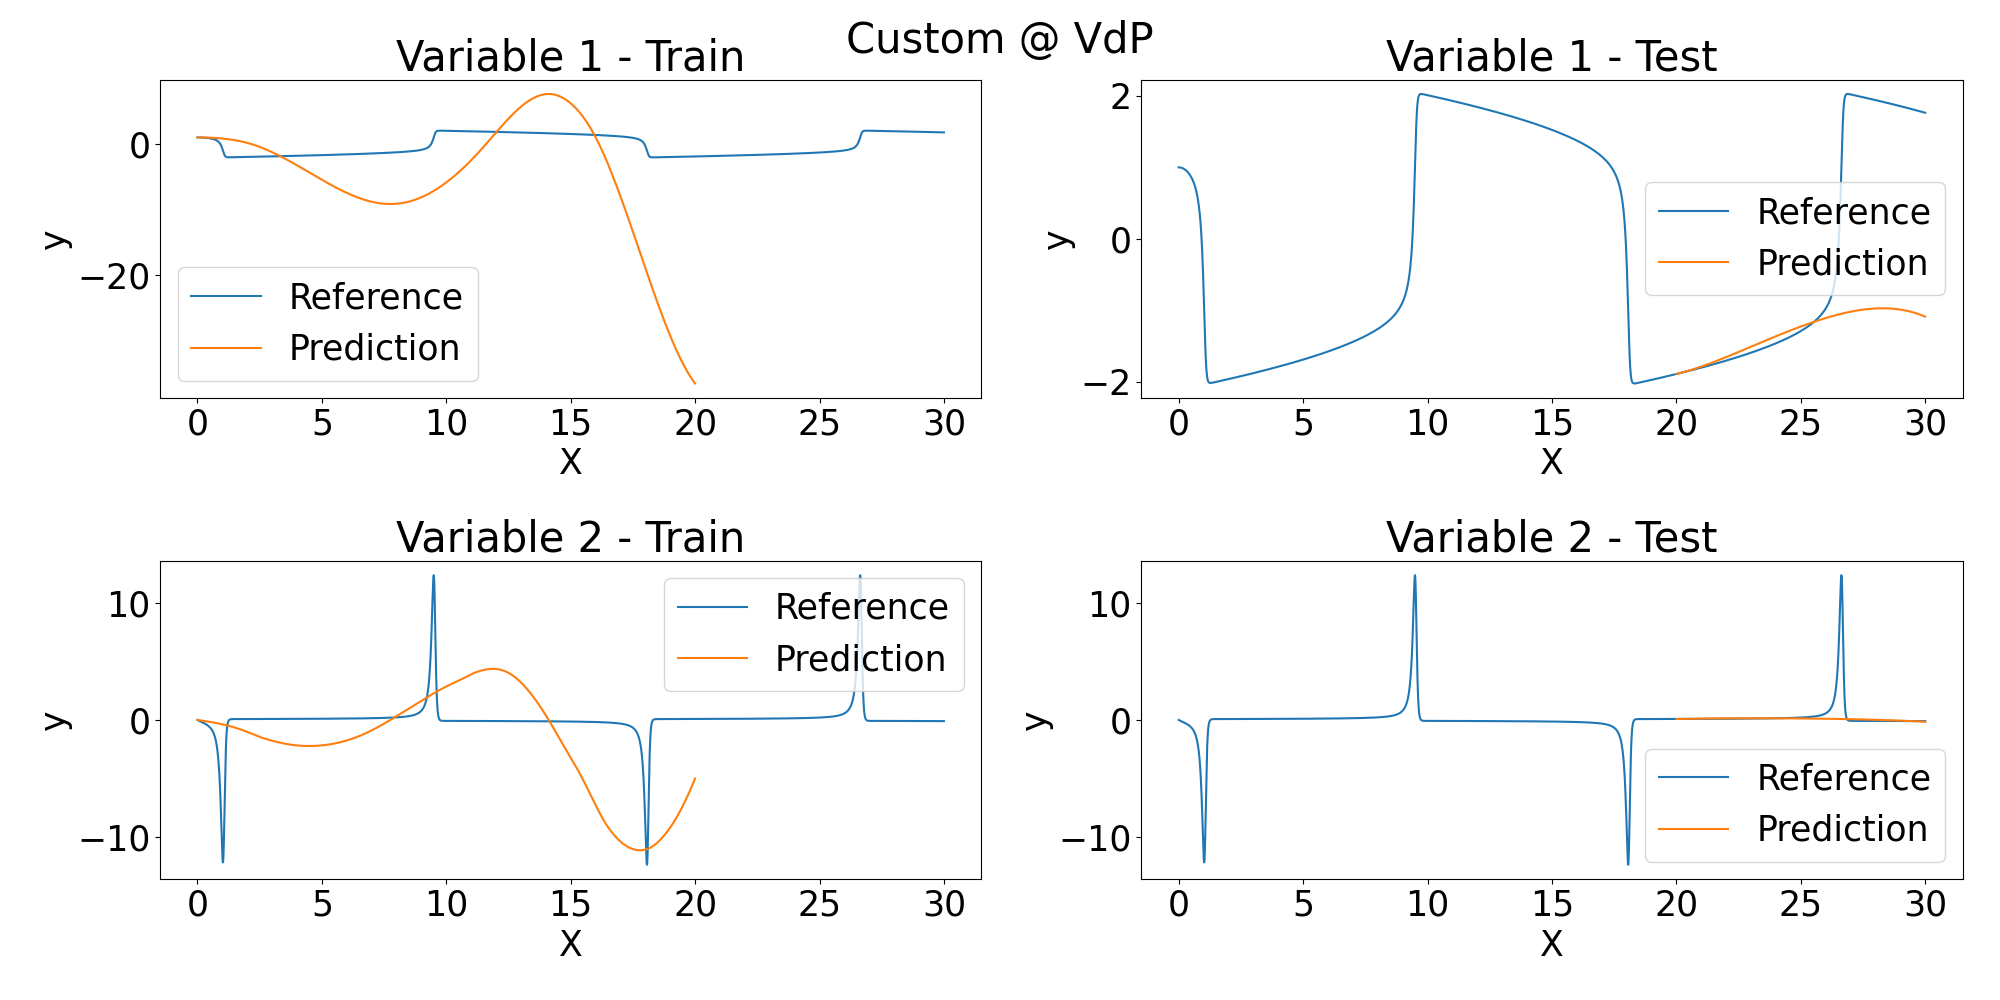 Custom @ VdP
Variable 1 - Train
0
−20
y
Reference
Prediction
0 5 10 15 20 25 30
X
Variable 1 - Test
2
0
−2
y
Reference
Prediction
0 5 10 15 20 25 30
X
Variable 2 - Train
10
0
−10
y
Reference
Prediction
0 5 10 15 20 25 30
X
Variable 2 - Test
10
0
−10
y
Reference
Prediction
0 5 10 15 20 25 30
X